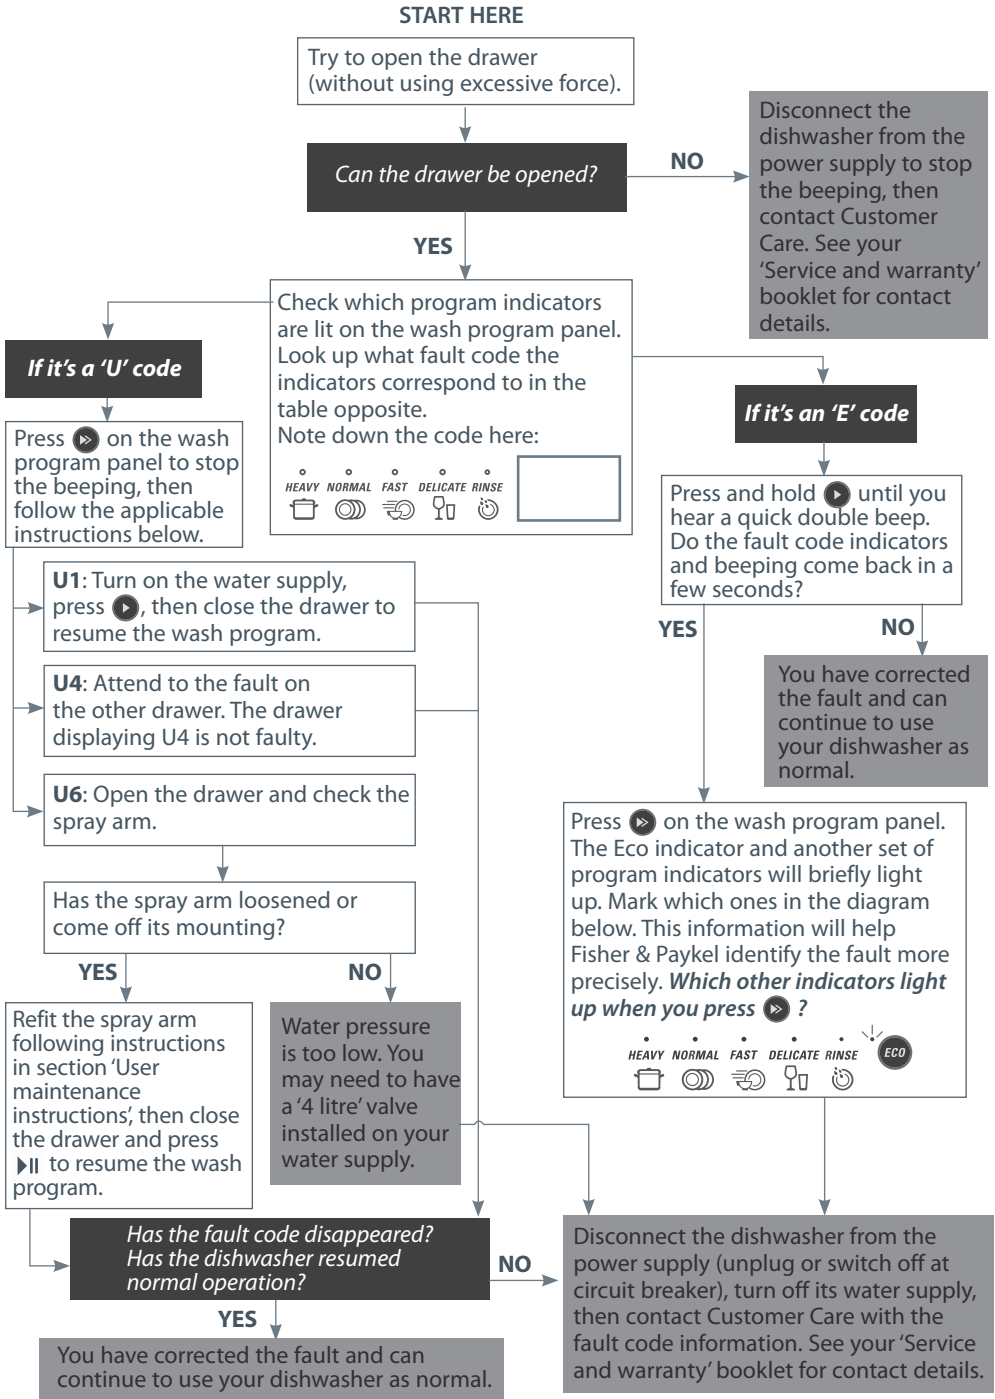 START HERE
Try to open the drawer
(without using excessive force).
Can the drawer be opened?
NO
Disconnect the
dishwasher from the
power supply to stop
the beeping, then
contact Customer
Care. See your
‘Service and warranty’
booklet for contact
details.
YES
Check which program indicators
are lit on the wash program panel.
Look up what fault code the
indicators correspond to in the
table opposite.
Note down the code here:
HEAVY NORMAL FAST DELICATE RINSE
If it’s a ‘U’ code
Press on the wash
program panel to stop
the beeping, then
follow the applicable
instructions below.
U1: Turn on the water supply,
press , then close the drawer to
resume the wash program.
U4: Attend to the fault on
the other drawer. The drawer
displaying U4 is not faulty.
U6: Open the drawer and check the
spray arm.
Has the spray arm loosened or
come off its mounting?
YES
NO
Refit the spray arm
following instructions
in section ‘User
maintenance
instructions’, then close
the drawer and press
to resume the wash
program.
Water pressure
is too low. You
may need to have
a ‘4 litre’ valve
installed on your
water supply.
If it’s an ‘E’ code
Press and hold until you
hear a quick double beep.
Do the fault code indicators
and beeping come back in a
few seconds?
YES
NO
You have corrected
the fault and can
continue to use
your dishwasher as
normal.
Press on the wash program panel.
The Eco indicator and another set of
program indicators will briefly light
up. Mark which ones in the diagram
below. This information will help
Fisher & Paykel identify the fault more
precisely. Which other indicators light
up when you press ?
HEAVY NORMAL FAST DELICATE RINSE ECO
Has the fault code disappeared?
Has the dishwasher resumed
normal operation?
NO
YES
You have corrected the fault and can
continue to use your dishwasher as normal.
Disconnect the dishwasher from the
power supply (unplug or switch off at
circuit breaker), turn off its water supply,
then contact Customer Care with the
fault code information. See your ‘Service
and warranty’ booklet for contact details.